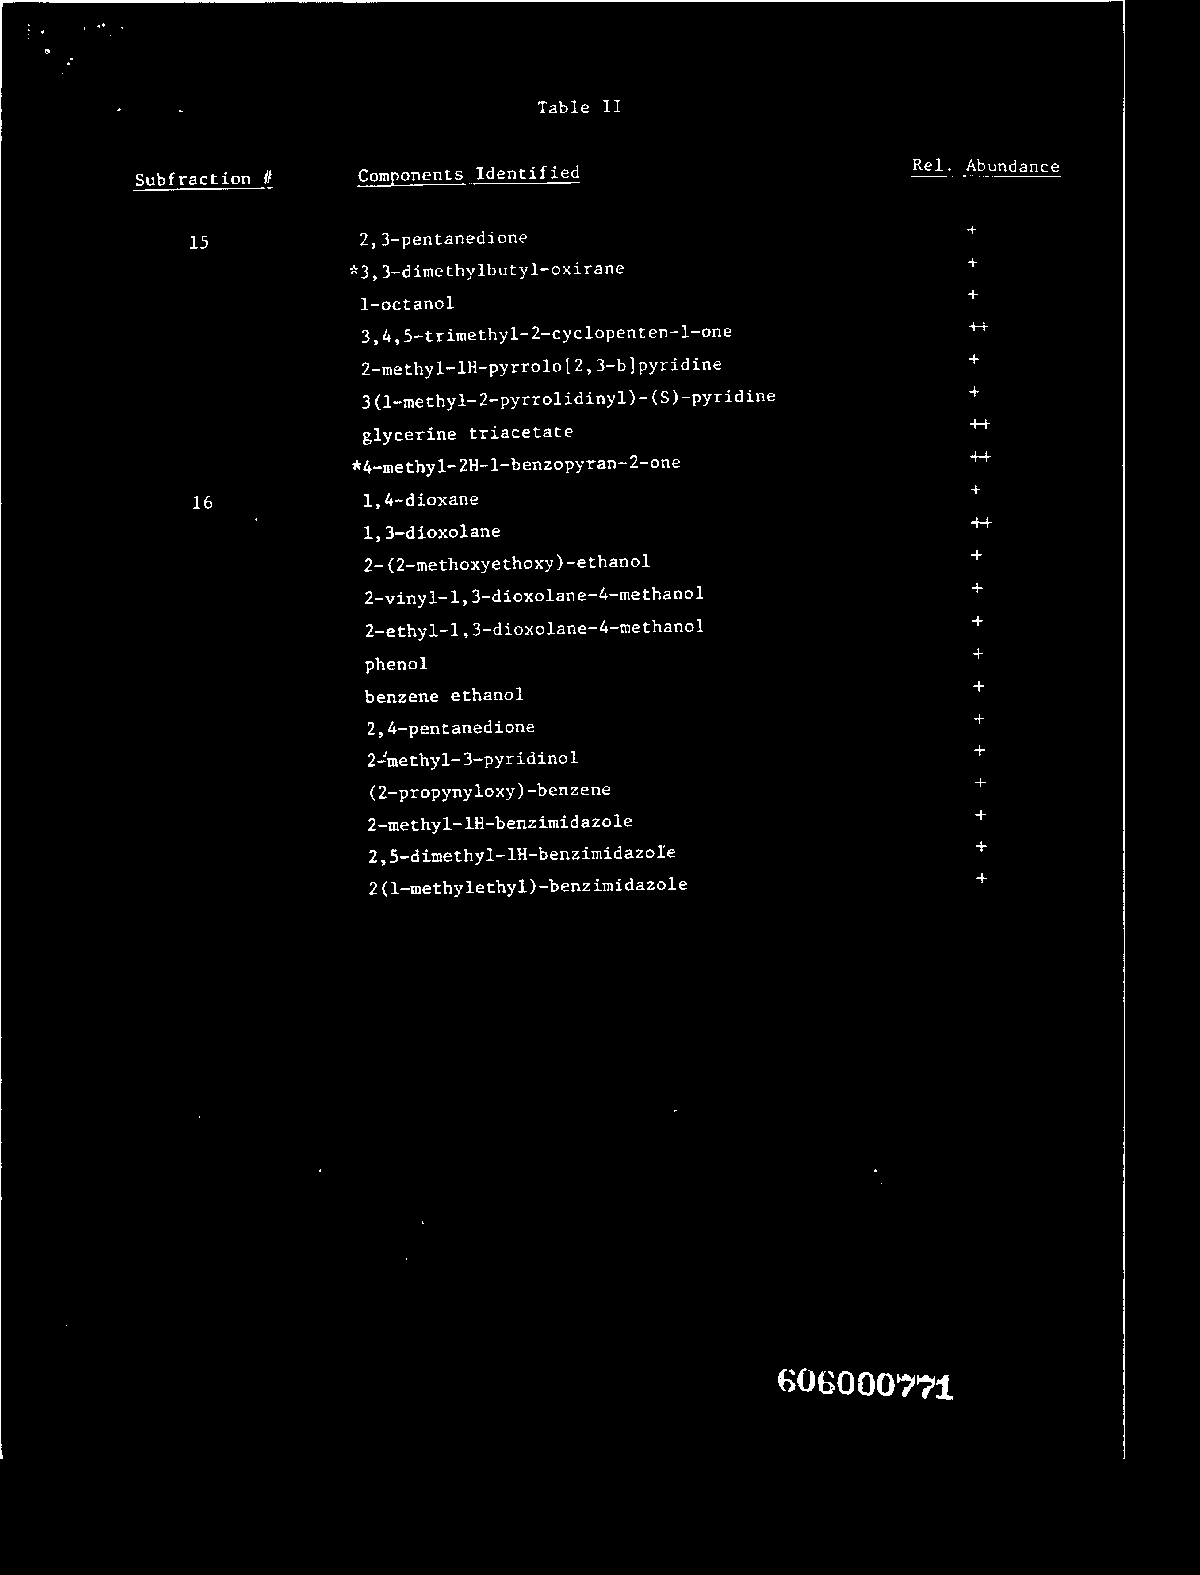 Table II
Subfraction # Components Identified Rel. Abundance
15 2,3-pentanedione +
*3,3-dimethylbutyl-oxirane +
1-octanol +
3,4,5-trimethyl-2-cyclopenten-1-one ++
2-methyl-1H-pyrrolo[2,3-b]pyridine +
3(1-methyl-2-pyrrolidinyl)-(S)-pyridine +
glycerine triacetate ++
*4-methyl-2H-1-benzopyran-2-one ++
16 1,4-dioxane +
1,3-dioxolane ++
2-(2-methoxyethoxy)-ethanol +
2-vinyl-1,3-dioxolane-4-methanol +
2-ethyl-1,3-dioxolane-4-methanol +
phenol +
benzene ethanol +
2,4-pentanedione +
2-methyl-3-pyridinol +
(2-propynyloxy)-benzene +
2-methyl-1H-benzimidazole +
2,5-dimethyl-1H-benzimidazole +
2(1-methylethyl)-benzimidazole +
606000771